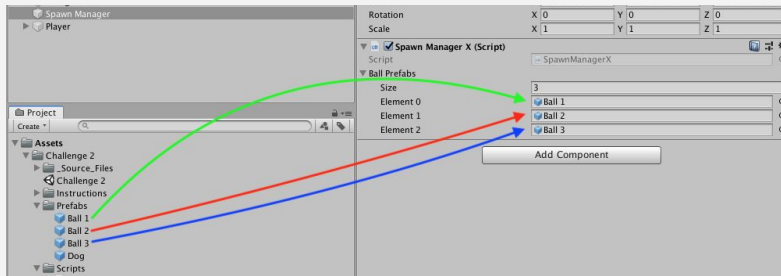 Spawn Manager
Player
Rotation X 0 Y 0 Z 0
Scale X 1 Y 1 Z 1
Spawn Manager X (Script)
Script SpawnManagerX
Ball Prefabs
Size 3
Element 0 Ball 1
Element 1 Ball 2
Element 2 Ball 3
Add Component
Project
Create
Assets
Challenge 2
_Source_Files
Challenge 2
Instructions
Prefabs
Ball 1
Ball 2
Ball 3
Dog
Scripts